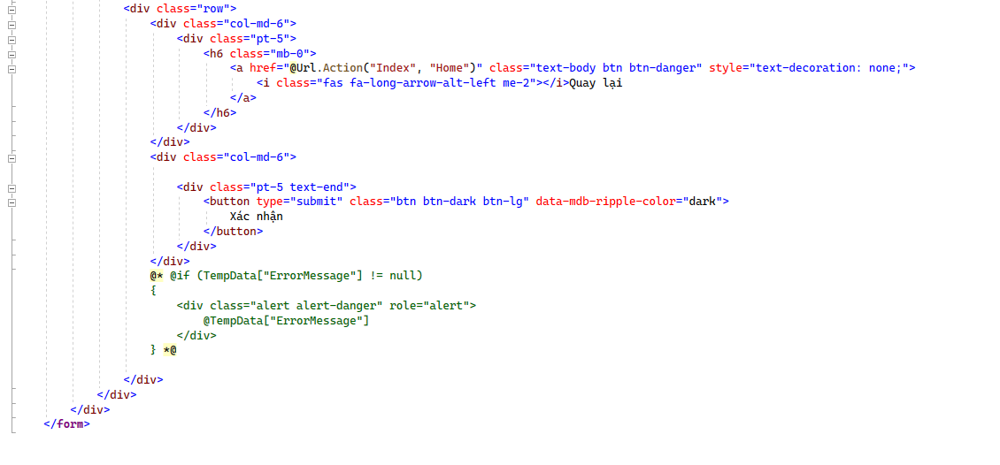 <div class="row">
<div class="col-md-6">
<div class="pt-5">
<h6 class="mb-0">
<a href="@Url.Action("Index", "Home")" class="text-body btn btn-danger" style="text-decoration: none;">
<i class="fas fa-long-arrow-alt-left me-2"></i>Quay lại
</a>
</h6>
</div>
</div>
<div class="col-md-6">
<div class="pt-5 text-end">
<button type="submit" class="btn btn-dark btn-lg" data-mdb-ripple-color="dark">
Xác nhận
</button>
</div>
</div>
@* @if (TempData["ErrorMessage"] != null)
{
<div class="alert alert-danger" role="alert">
@TempData["ErrorMessage"]
</div>
} *@
</div>
</div>
</div>
</form>